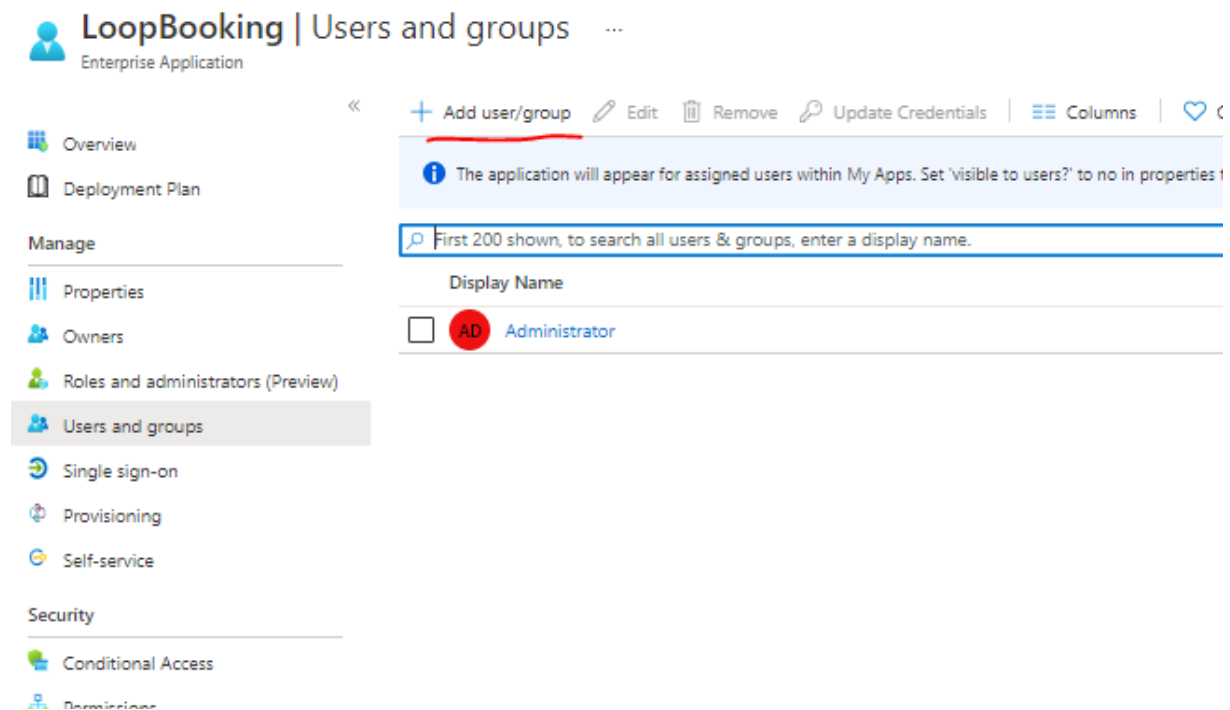 LoopBooking | Users and groups ...
Enterprise Application
«
Overview
Deployment Plan
Manage
Properties
Owners
Roles and administrators (Preview)
Users and groups
Single sign-on
Provisioning
Self-service
Security
Conditional Access
Permissions
+ Add user/group Edit Remove Update Credentials | Columns |
The application will appear for assigned users within My Apps. Set 'visible to users?' to no in properties
First 200 shown, to search all users & groups, enter a display name.
Display Name
AD Administrator